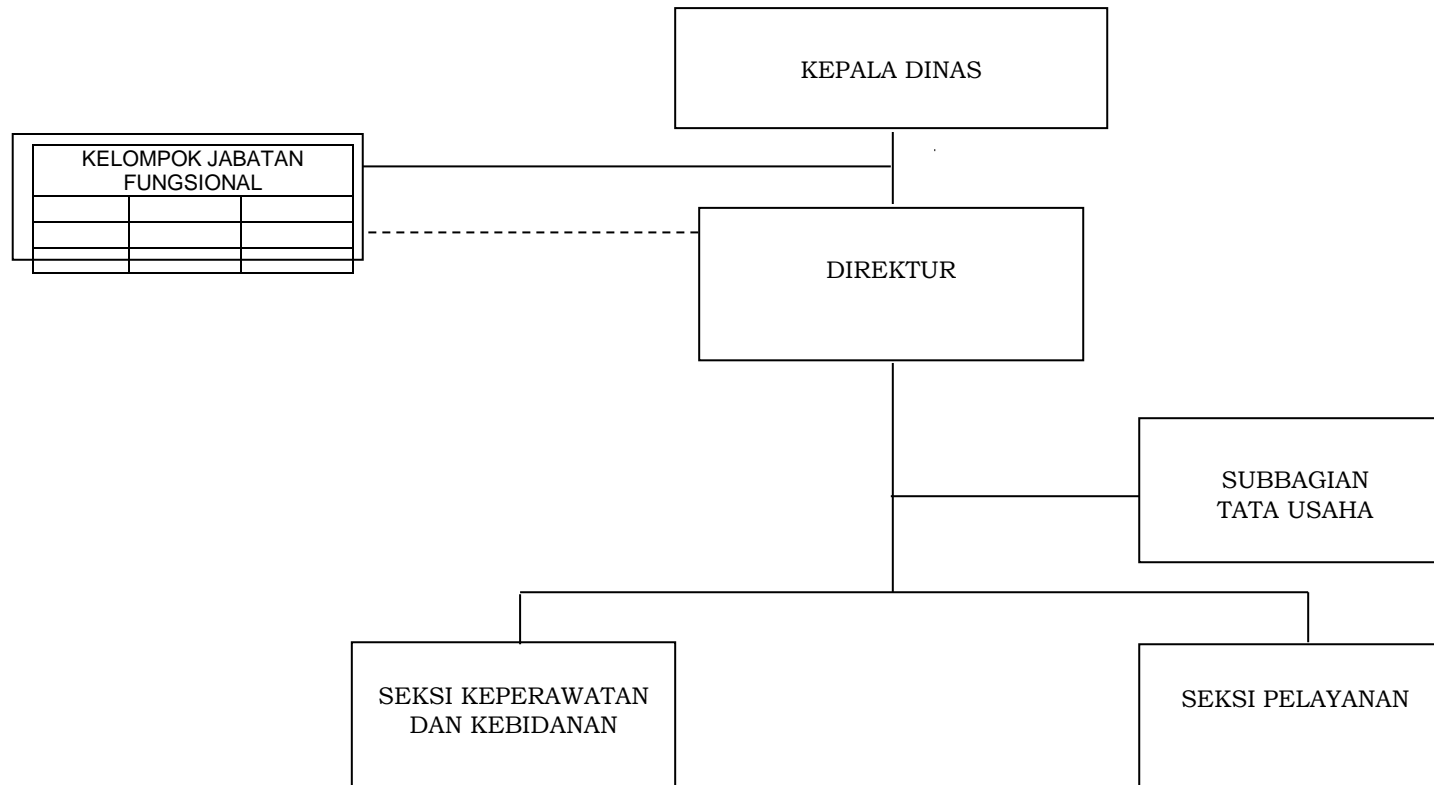 KEPALA DINAS
KELOMPOK JABATAN
FUNGSIONAL
DIREKTUR
SUBBAGIAN
TATA USAHA
SEKSI KEPERAWATAN
DAN KEBIDANAN
SEKSI PELAYANAN